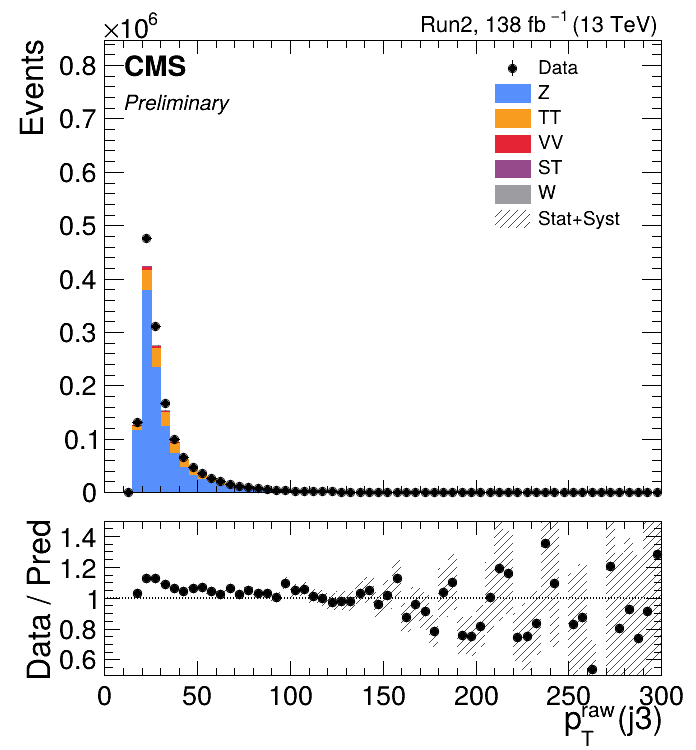 ×10^6
Run2, 138 fb^-1 (13 TeV)
CMS
Preliminary
Events
0.8
0.7
0.6
0.5
0.4
0.3
0.2
0.1
0
Data
Z
TT
VV
ST
W
Stat+Syst
Data / Pred
1.4
1.2
1
0.8
0.6
0 50 100 150 200 250 300
p_T^raw(j3)